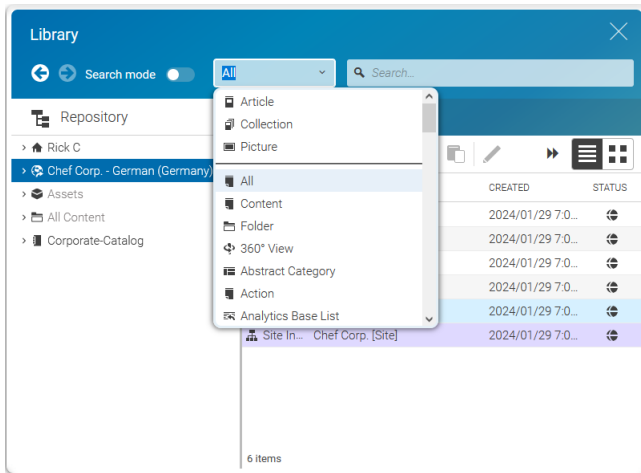 Library
Search mode
All
Search...
Repository
Rick C
Chef Corp. - German (Germany)
Assets
All Content
Corporate-Catalog
Article
Collection
Picture
All
Content
Folder
360° View
Abstract Category
Action
Analytics Base List
CREATED STATUS
2024/01/29 7:0...
2024/01/29 7:0...
2024/01/29 7:0...
2024/01/29 7:0...
2024/01/29 7:0...
Site In... Chef Corp. [Site] 2024/01/29 7:0...
6 items